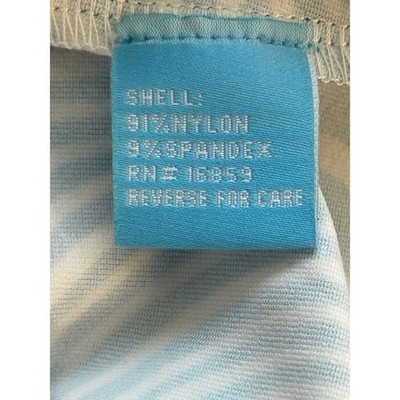 SHELL:
91%NYLON
9%SPANDEX
RN# 16859
REVERSE FOR CARE